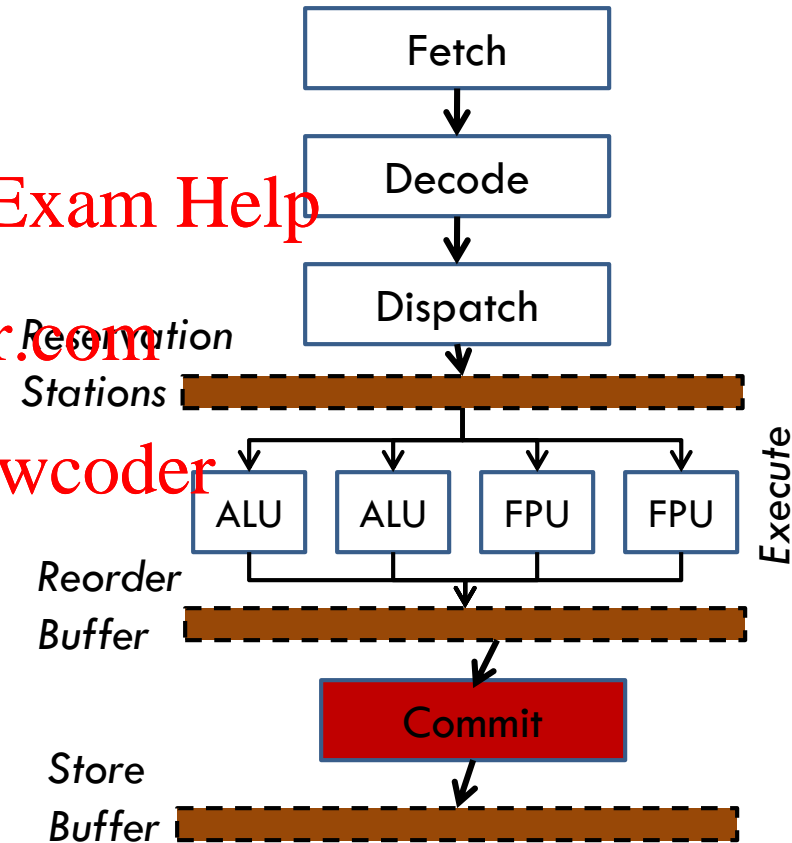 Fetch
Decode
Exam Help
Dispatch
r.com
Reservation
Stations
wcoder
ALU ALU FPU FPU
Execute
Reorder
Buffer
Commit
Store
Buffer